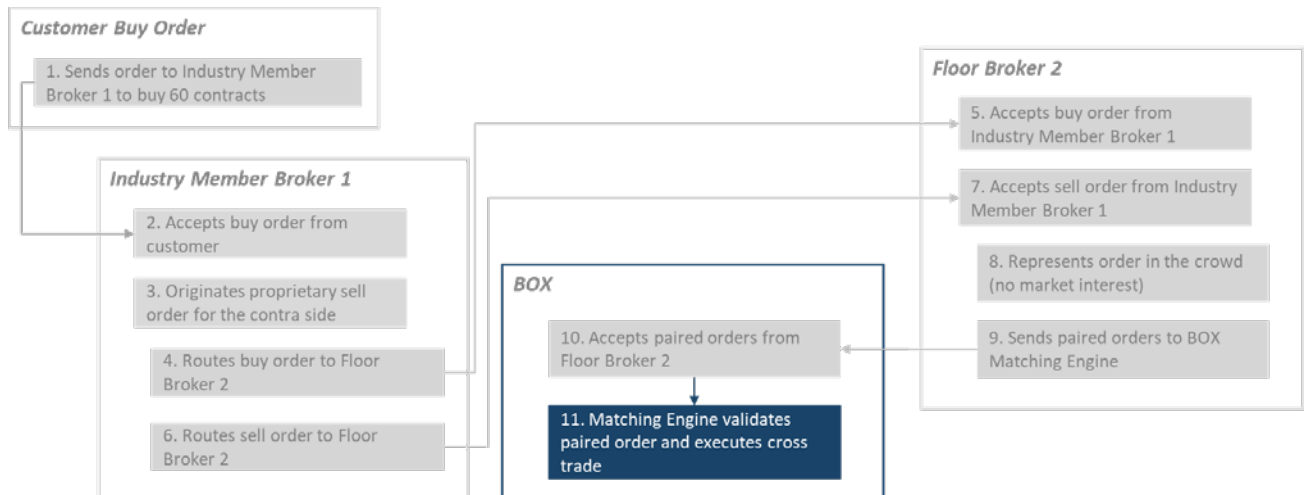 Customer Buy Order
1. Sends order to Industry Member
Broker 1 to buy 60 contracts
Industry Member Broker 1
2. Accepts buy order from
customer
3. Originates proprietary sell
order for the contra side
4. Routes buy order to Floor
Broker 2
6. Routes sell order to Floor
Broker 2
BOX
10. Accepts paired orders from
Floor Broker 2
11. Matching Engine validates
paired order and executes cross
trade
Floor Broker 2
5. Accepts buy order from
Industry Member Broker 1
7. Accepts sell order from Industry
Member Broker 1
8. Represents order in the crowd
(no market interest)
9. Sends paired orders to BOX
Matching Engine